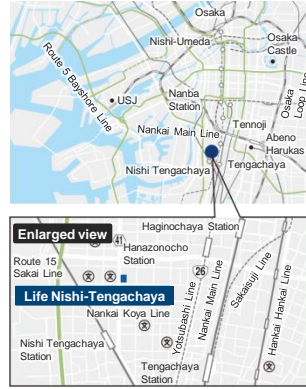 Osaka
Nishi-Umeda
Osaka
Castle
Route 5 Bayshore Line
USJ
Nanba
Station
Osaka
Loop Line
Nankai Main Line
Tennoji
Abeno
Harukas
Nishi Tengachaya
Tengachaya
Enlarged view
Haginochaya Station
41
Hanazonocho
Station
Route 15
Sakai Line
26
Life Nishi-Tengachaya
Nankai Koya Line
Yotsubashi Line
Nankai Main Line
Sakaisuji Line
Hankai Hankai Line
Nishi Tengachaya
Station
Tengachaya
Station